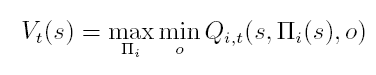 V_t(s) = \max_{\Pi_i} \min_{o} Q_{i,t}(s, \Pi_i(s), o)